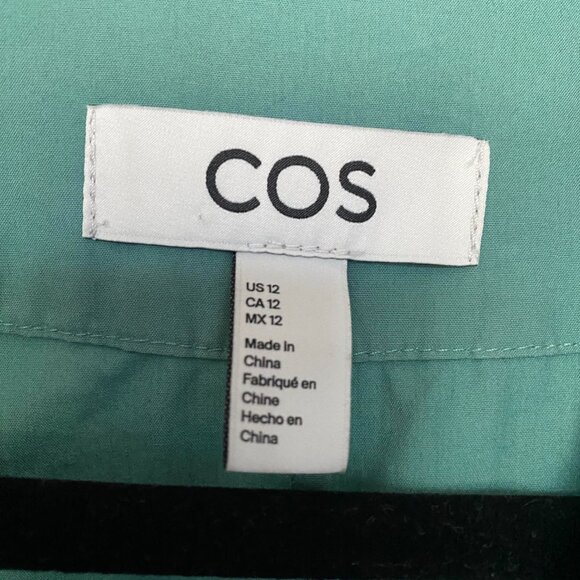 COS
US 12
CA 12
MX 12
Made in
China
Fabriqué en
Chine
Hecho en
China